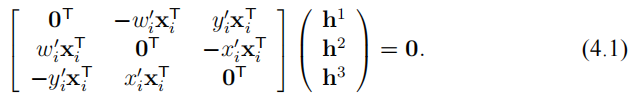 [ 0ᵀ −w′ᵢxᵢᵀ y′ᵢxᵢᵀ ] ( h¹ )
[ w′ᵢxᵢᵀ 0ᵀ −x′ᵢxᵢᵀ ] ( h² ) = 0. (4.1)
[ −y′ᵢxᵢᵀ x′ᵢxᵢᵀ 0ᵀ ] ( h³ )